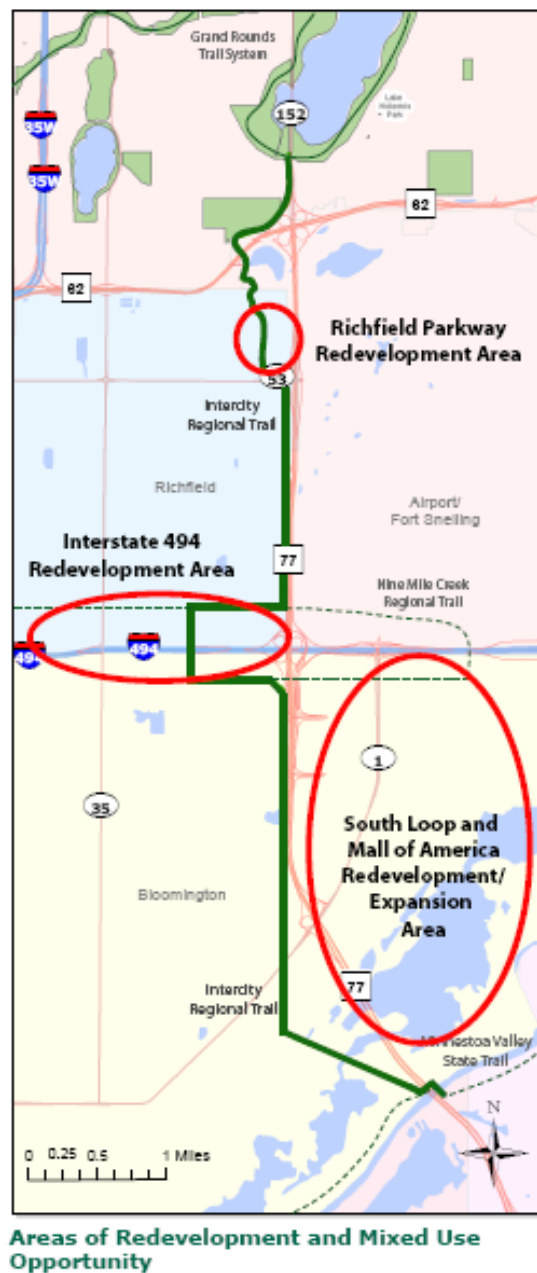 Grand Rounds
Trail System
35W
152
Lake
Nokomis
Park
35W
62
62
Richfield Parkway
Redevelopment Area
53
Intercity
Regional Trail
Richfield
Airport/
Fort Snelling
Interstate 494
Redevelopment Area
77
Nine Mile Creek
Regional Trail
494
494
1
35
South Loop and
Mall of America
Redevelopment/
Expansion
Area
Bloomington
Intercity
Regional Trail
77
Minnestoa Valley
State Trail
N
0 0.25 0.5 1 Miles
Areas of Redevelopment and Mixed Use
Opportunity